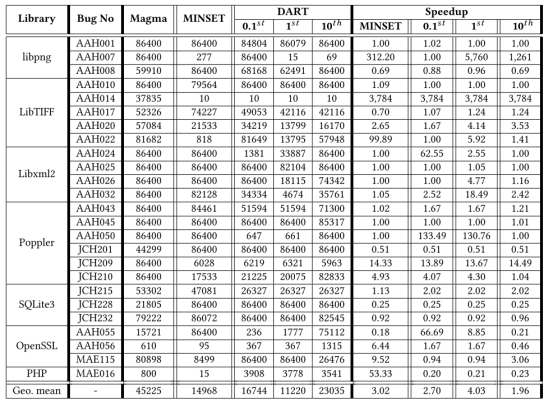 Library Bug No Magma MINSET DART Speedup
0.1st 1st 10th MINSET 0.1st 1st 10th
libpng AAH001 86400 86400 84804 86079 86400 1.00 1.02 1.00 1.00
AAH007 86400 277 86400 15 69 312.20 1.00 5,760 1,261
AAH008 59910 86400 68168 62491 86400 0.69 0.88 0.96 0.69
LibTIFF AAH010 86400 79564 86400 86400 86400 1.09 1.00 1.00 1.00
AAH014 37835 10 10 10 10 3,784 3,784 3,784 3,784
AAH017 52326 74227 49053 42116 42116 0.70 1.07 1.24 1.24
AAH020 57084 21533 34219 13799 16170 2.65 1.67 4.14 3.53
AAH022 81682 818 81649 13795 57948 99.89 1.00 5.92 1.41
Libxml2 AAH024 86400 86400 1381 33887 86400 1.00 62.55 2.55 1.00
AAH025 86400 86400 86400 82104 86400 1.00 1.00 1.05 1.00
AAH026 86400 86400 86400 18115 74342 1.00 1.00 4.77 1.16
AAH032 86400 82128 34334 4674 35761 1.05 2.52 18.49 2.42
Poppler AAH043 86400 84461 51594 51594 71300 1.02 1.67 1.67 1.21
AAH045 86400 86400 86400 86400 85317 1.00 1.00 1.00 1.01
AAH050 86400 86400 647 661 86400 1.00 133.49 130.76 1.00
JCH201 44299 86400 86400 86400 86400 0.51 0.51 0.51 0.51
JCH209 86400 6028 6219 6321 5963 14.33 13.89 13.67 14.49
JCH210 86400 17533 21225 20075 82833 4.93 4.07 4.30 1.04
SQLite3 JCH215 53302 47081 26327 26327 26327 1.13 2.02 2.02 2.02
JCH228 21805 86400 86400 86400 86400 0.25 0.25 0.25 0.25
JCH232 79222 86072 86400 86400 82545 0.92 0.92 0.92 0.96
OpenSSL AAH055 15721 86400 236 1777 75112 0.18 66.69 8.85 0.21
AAH056 610 95 367 367 1315 6.44 1.67 1.67 0.46
MAE115 80898 8499 86400 86400 26476 9.52 0.94 0.94 3.06
PHP MAE016 800 15 3908 3778 3541 53.33 0.20 0.21 0.23
Geo. mean - 45225 14968 16744 11220 23035 3.02 2.70 4.03 1.96